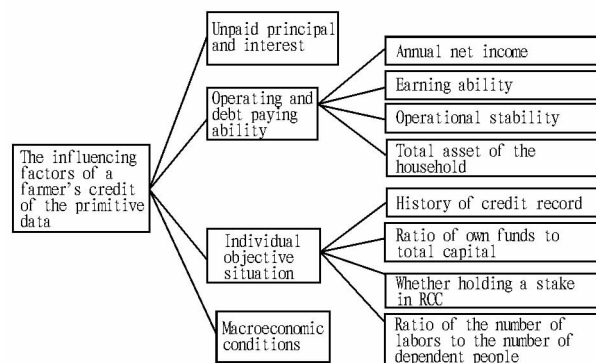 The influencing
factors of a
farmer's credit
of the primitive
data
Unpaid principal
and interest
Operating and
debt paying
ability
Individual
objective
situation
Macroeconomic
conditions
Annual net income
Earning ability
Operational stability
Total asset of the
household
History of credit record
Ratio of own funds to
total capital
Whether holding a stake
in RCC
Ratio of the number of
labors to the number of
dependent people